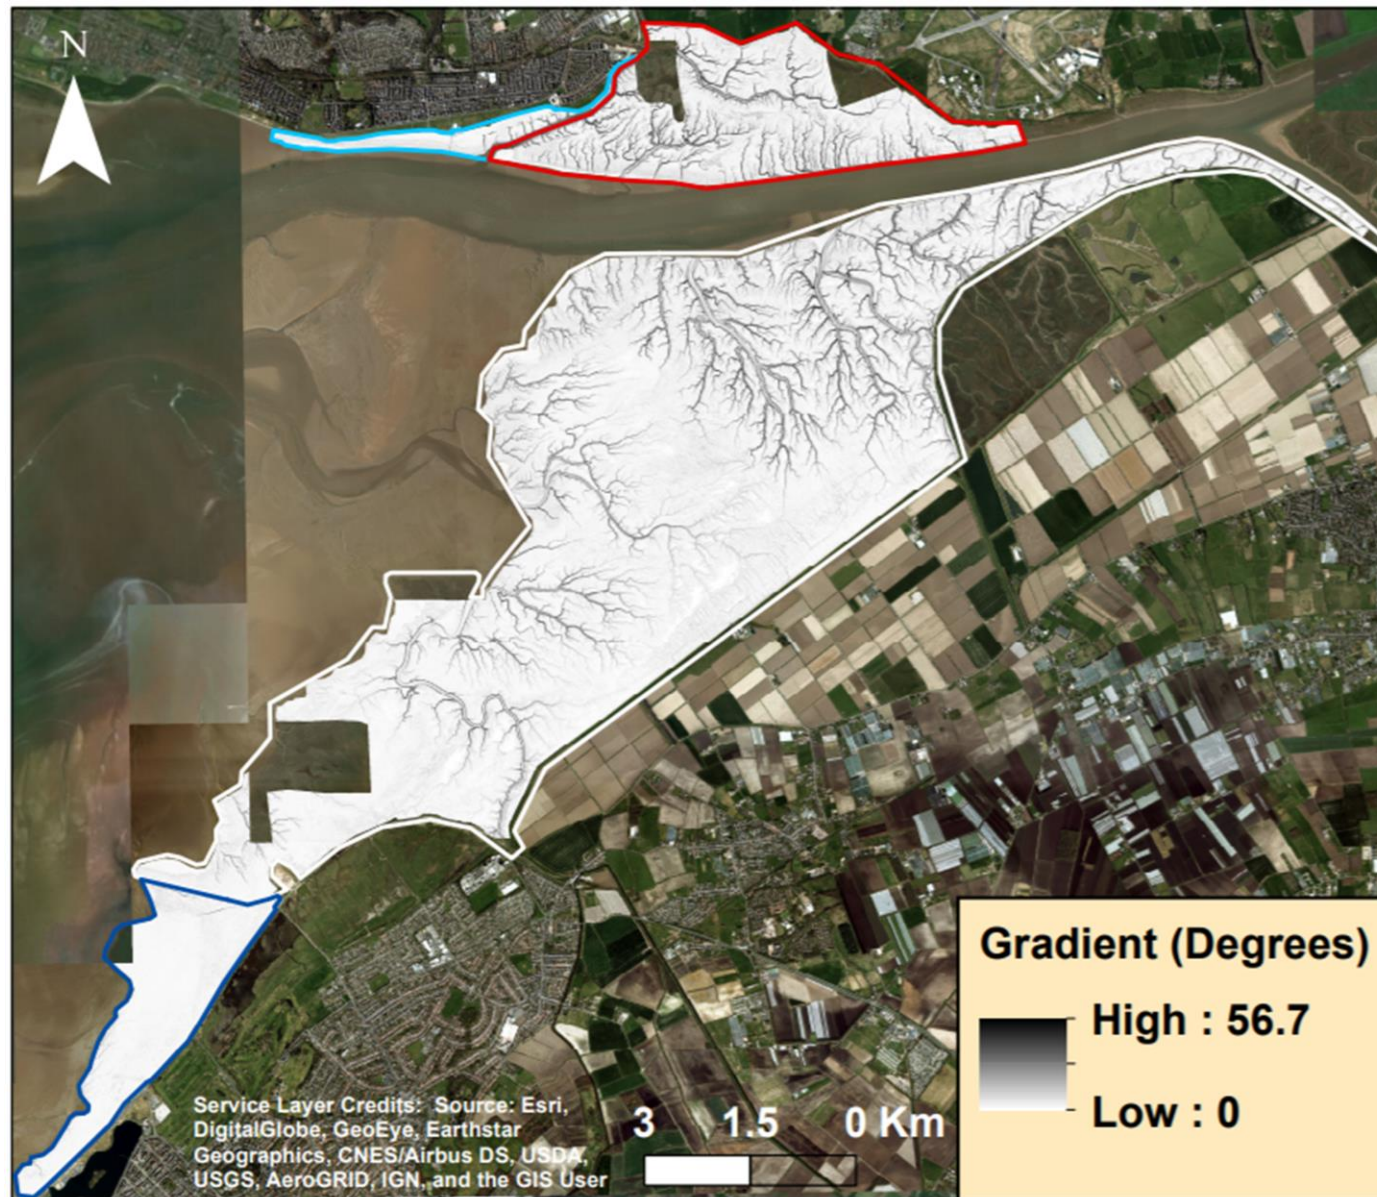 N
Gradient (Degrees)
High : 56.7
Low : 0
Service Layer Credits: Source: Esri,
DigitalGlobe, GeoEye, Earthstar
Geographics, CNES/Airbus DS, USDA,
USGS, AeroGRID, IGN, and the GIS User
3 1.5 0 Km